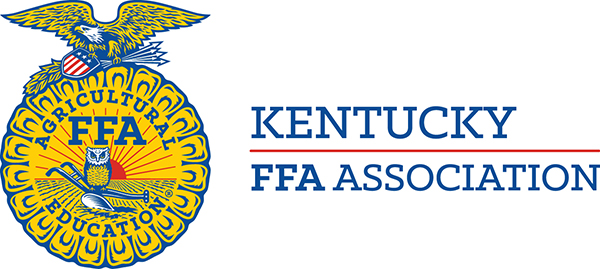 AGRICULTURAL
FFA
EDUCATION®
KENTUCKY
FFA ASSOCIATION